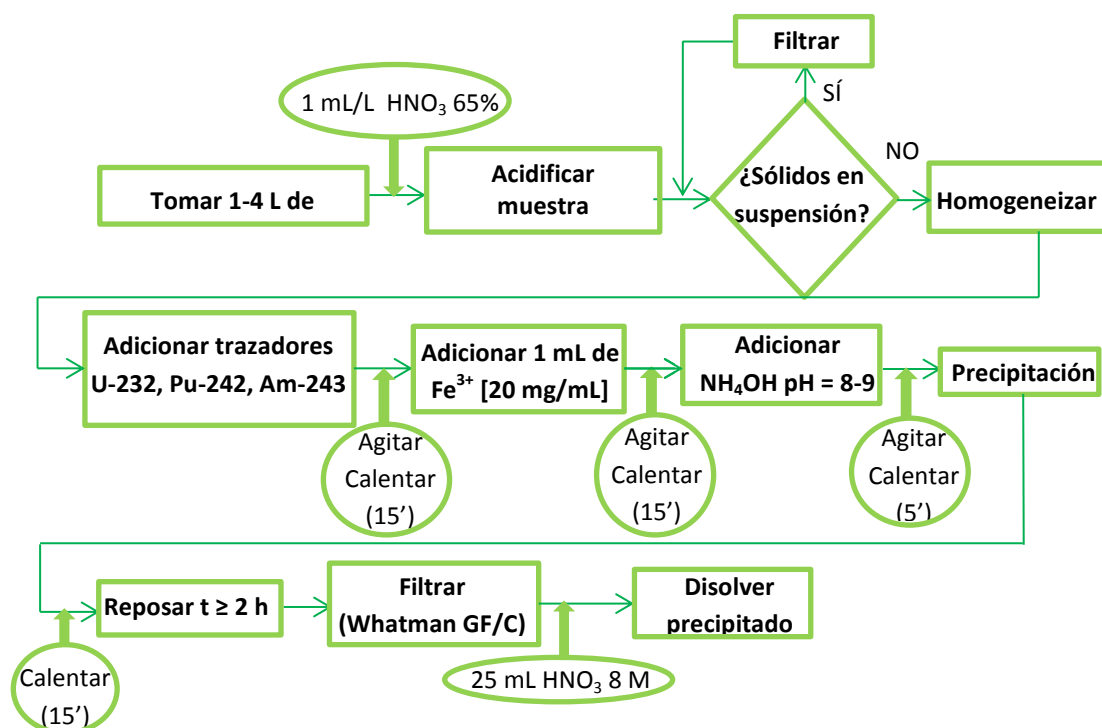 Filtrar
1 mL/L HNO₃ 65%
SÍ
Tomar 1-4 L de
Acidificar
muestra
¿Sólidos en
suspensión?
NO
Homogeneizar
Adicionar trazadores
U-232, Pu-242, Am-243
Agitar
Calentar
(15’)
Adicionar 1 mL de
Fe³⁺ [20 mg/mL]
Agitar
Calentar
(15’)
Adicionar
NH₄OH pH = 8-9
Agitar
Calentar
(5’)
Precipitación
Calentar
(15’)
Reposar t ≥ 2 h
Filtrar
(Whatman GF/C)
25 mL HNO₃ 8 M
Disolver
precipitado